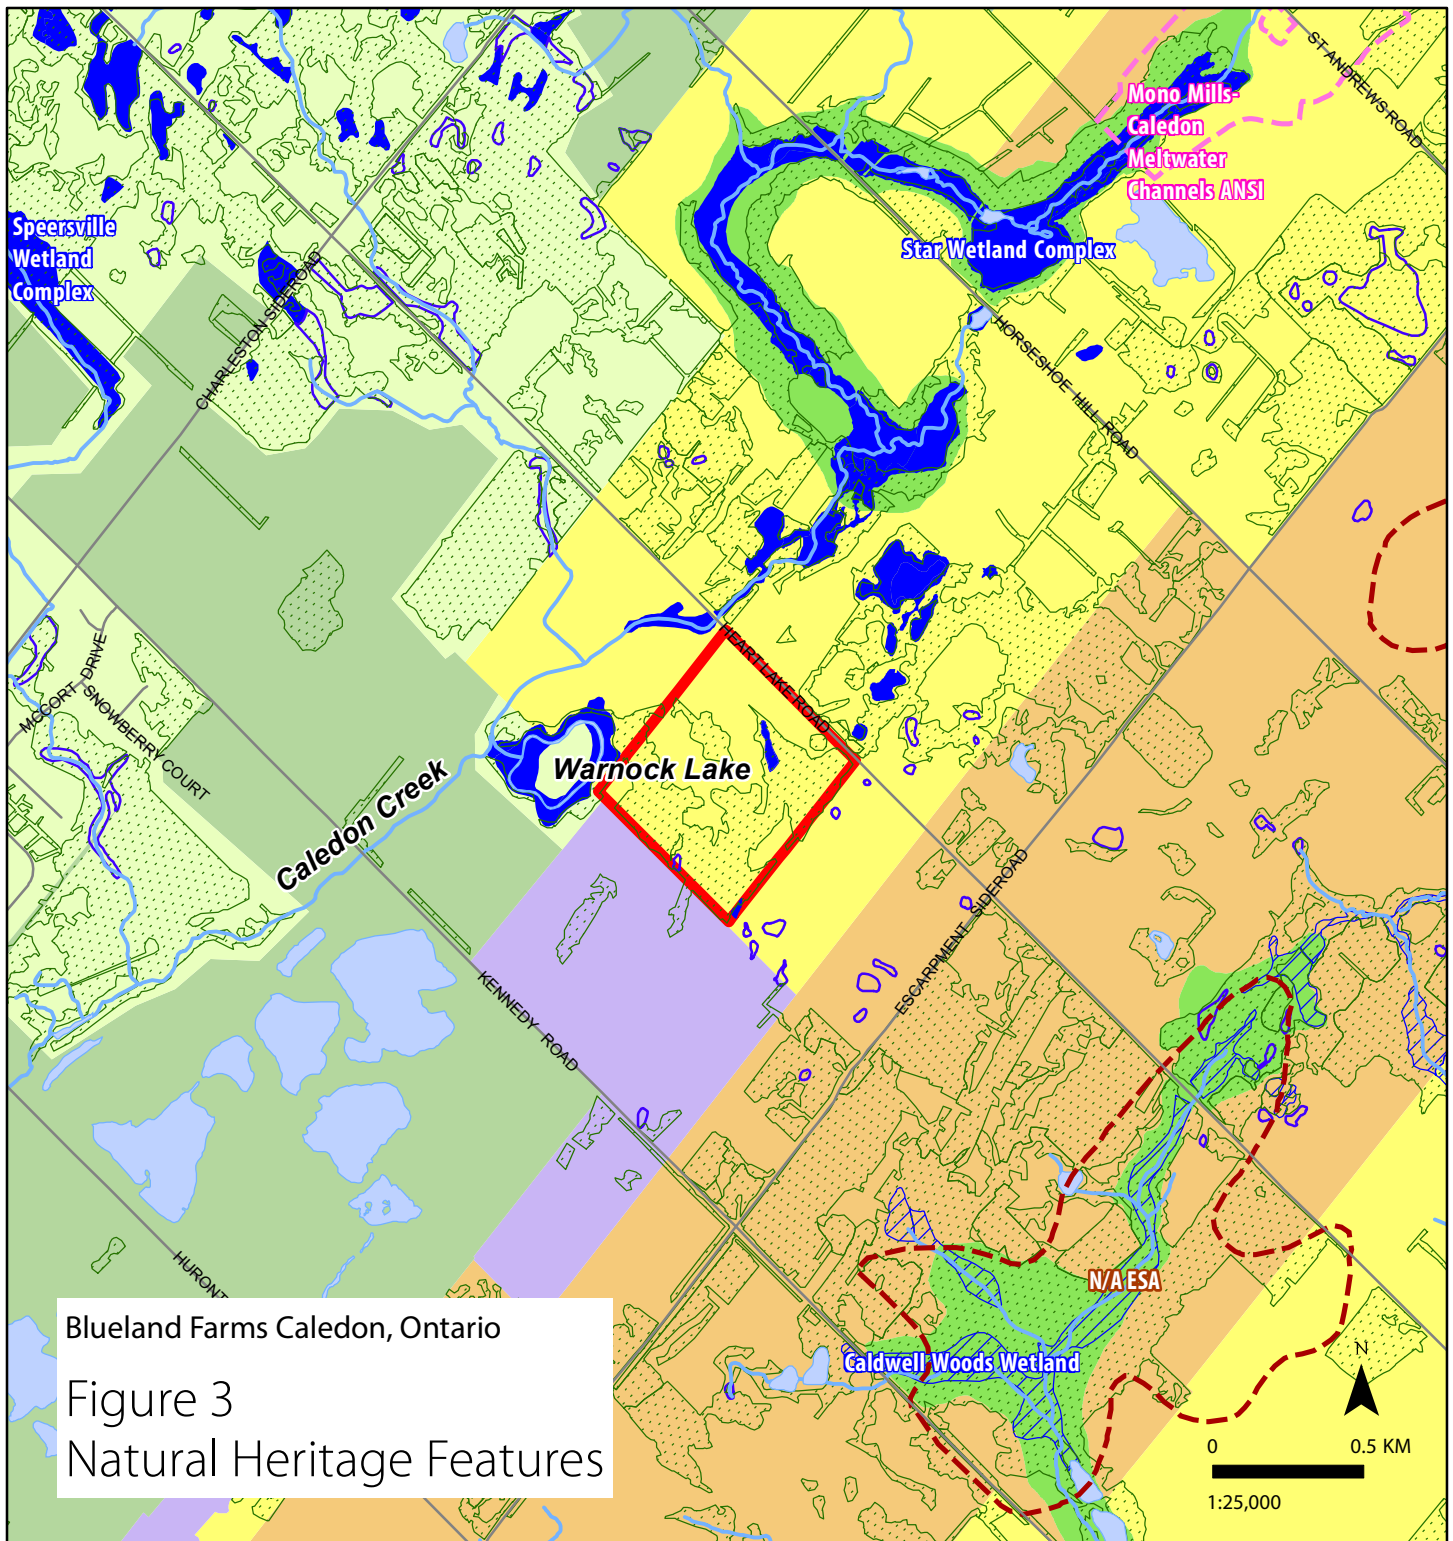 ST ANDREWS ROAD
Mono Mills-
Caledon
Meltwater
Channels ANSI
Speersville
Wetland
Complex
Star Wetland Complex
CHARLESTON SIDEROAD
HORSESHOE HILL ROAD
HEART LAKE ROAD
MCCORT DRIVE
SNOWBERRY COURT
Warnock Lake
Caledon Creek
ESCARPMENT SIDEROAD
KENNEDY ROAD
N/A ESA
HURONT
Caldwell Woods Wetland
Blueland Farms Caledon, Ontario
Figure 3
Natural Heritage Features
N
0 0.5 KM
1:25,000